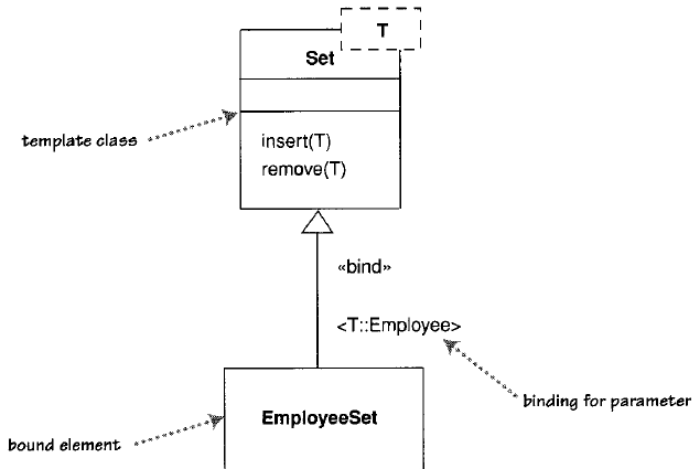 T
Set
template class
insert(T)
remove(T)
«bind»
<T::Employee>
binding for parameter
EmployeeSet
bound element